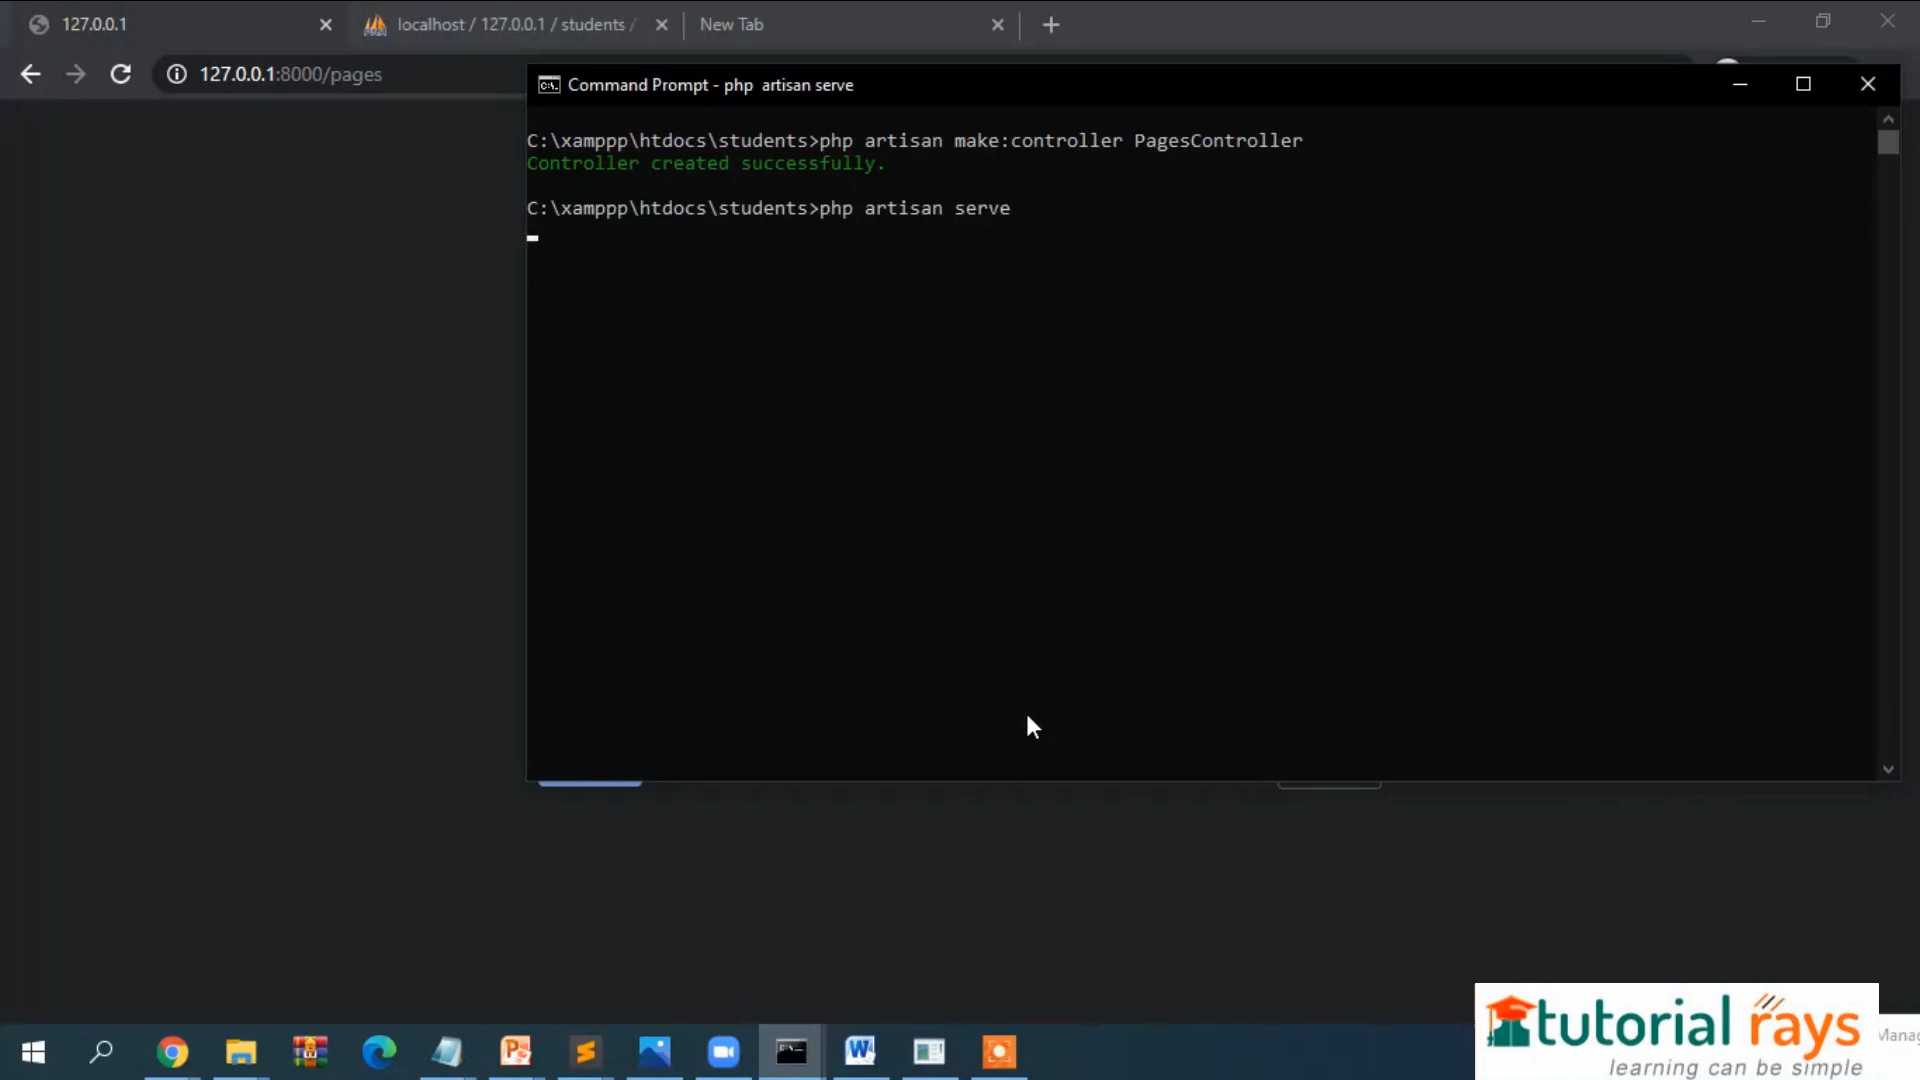 127.0.0.1
localhost / 127.0.0.1 / students /
New Tab
127.0.0.1:8000/pages
Command Prompt - php  artisan serve
C:\xamppp\htdocs\students>php artisan make:controller PagesController
Controller created successfully.
C:\xamppp\htdocs\students>php artisan serve
tutorial rays
learning can be simple